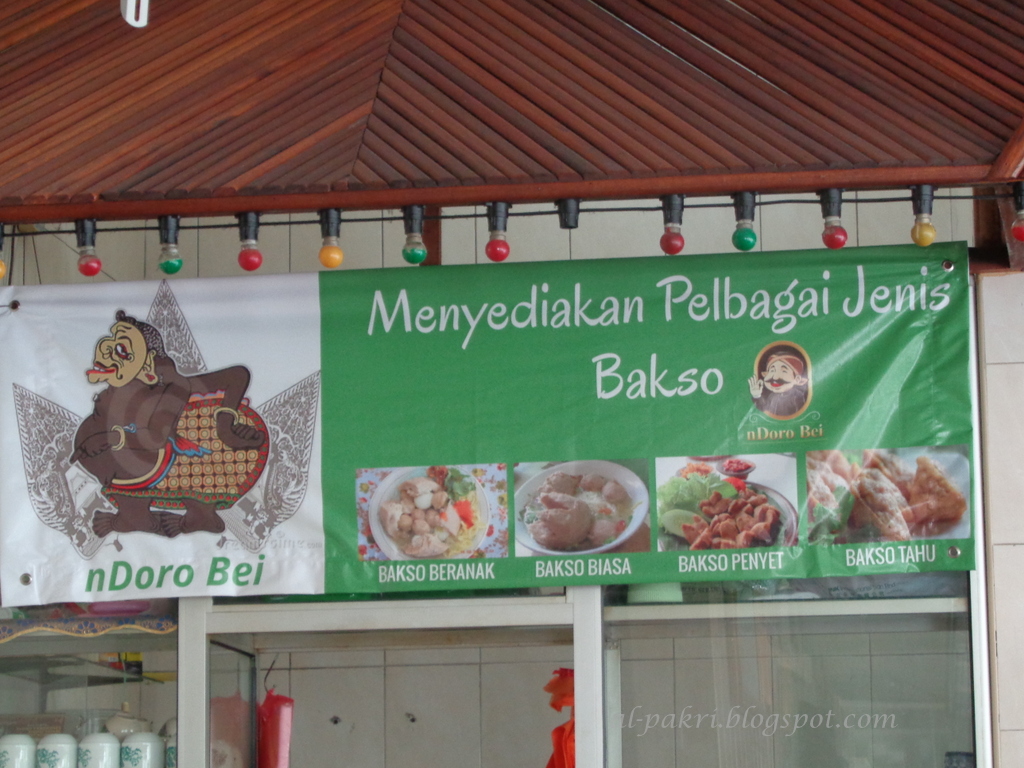 Menyediakan Pelbagai Jenis
Bakso
nDoro Bei
nDoro Bei
BAKSO BERANAK
BAKSO BIASA
BAKSO PENYET
BAKSO TAHU
al-pakri.blogspot.com